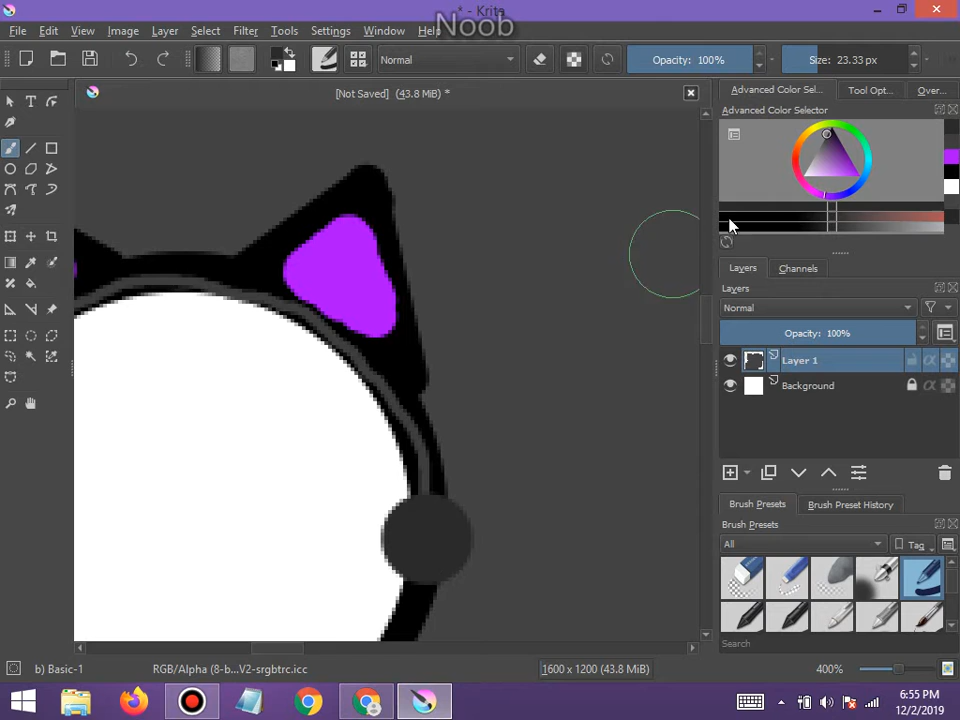 * - Krita
Noob
File Edit View Image Layer Select Filter Tools Settings Window Help
Normal
Opacity: 100%
Size: 23.33 px
[Not Saved] (43.8 MiB) *
Advanced Color Sel... Tool Opt... Over...
Advanced Color Selector
Layers Channels
Layers
Normal
Opacity: 100%
Layer 1
Background
Brush Presets Brush Preset History
Brush Presets
All
Tag
Search
b) Basic-1
RGB/Alpha (8-b...V2-srgbtrc.icc
1600 x 1200 (43.8 MiB)
400%
6:55 PM
12/2/2019